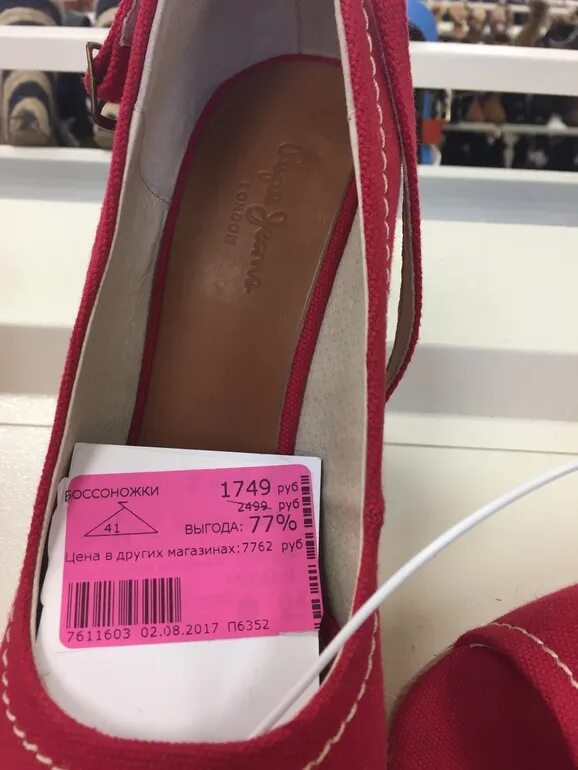 Pepe Jeans
LONDON
БОССОНОЖКИ
1749 руб
2499 руб
41
ВЫГОДА: 77%
Цена в других магазинах:7762 руб
7611603 02.08.2017 П6352